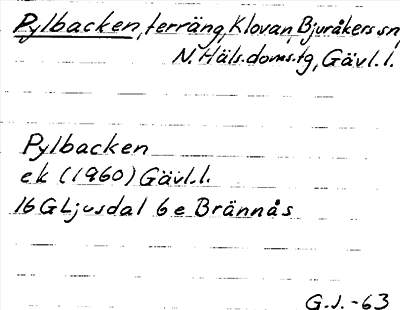 Pylbacken, terräng, Klovan, Bjuråkers sn,
N. Häls. doms.tg, Gävl. l.
Pylbacken
ek (1960) Gävl. l.
16 G Ljusdal 6 e Brännås
G.J. -63